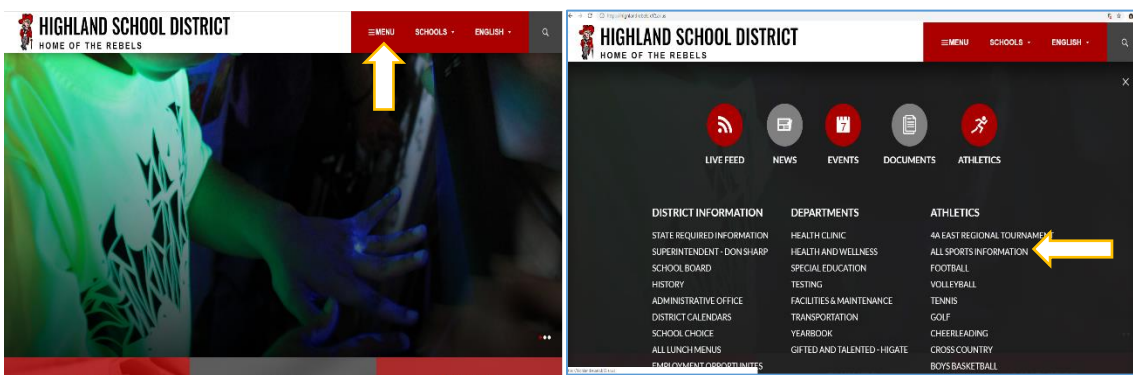 HIGHLAND SCHOOL DISTRICT
HOME OF THE REBELS
MENU SCHOOLS ENGLISH
HIGHLAND SCHOOL DISTRICT
HOME OF THE REBELS
MENU SCHOOLS ENGLISH
X
7
LIVE FEED NEWS EVENTS DOCUMENTS ATHLETICS
DISTRICT INFORMATION
STATE REQUIRED INFORMATION
SUPERINTENDENT - DON SHARP
SCHOOL BOARD
HISTORY
ADMINISTRATIVE OFFICE
DISTRICT CALENDARS
SCHOOL CHOICE
ALL LUNCH MENUS
EMPLOYMENT OPPORTUNITES
DEPARTMENTS
HEALTH CLINIC
HEALTH AND WELLNESS
SPECIAL EDUCATION
TESTING
FACILITIES & MAINTENANCE
TRANSPORTATION
YEARBOOK
GIFTED AND TALENTED - HIGATE
ATHLETICS
4A EAST REGIONAL TOURNAMENT
ALL SPORTS INFORMATION
FOOTBALL
VOLLEYBALL
TENNIS
GOLF
CHEERLEADING
CROSS COUNTRY
BOYS BASKETBALL